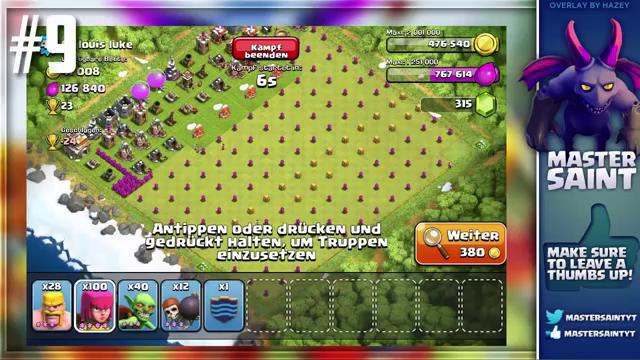 OVERLAY BY HAZEY
#9
louis luke
Kampf
beenden
6s
476 540
008
126 840
767 614
23
315
-24
Antippen oder drücken und
gedrückt halten, um Truppen
einzusetzen
Weiter
380
x28
x100
x40
x12
x1
MASTER
SAINT
MAKE SURE
TO LEAVE A
THUMBS UP!
MASTERSAINTYT
MASTERSAINTYT